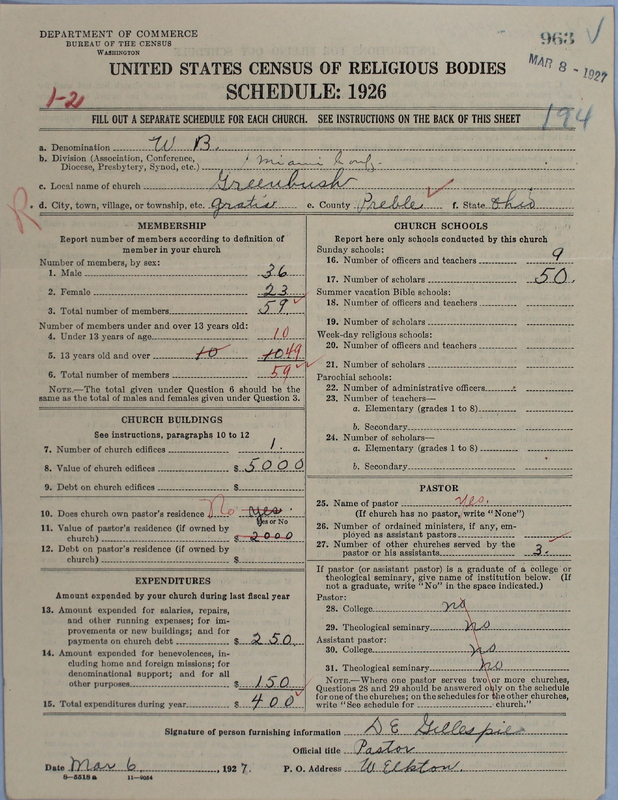 DEPARTMENT OF COMMERCE
BUREAU OF THE CENSUS
WASHINGTON
963
MAR 8 - 1927
UNITED STATES CENSUS OF RELIGIOUS BODIES
SCHEDULE: 1926
1-21
194
FILL OUT A SEPARATE SCHEDULE FOR EACH CHURCH. SEE INSTRUCTIONS ON THE BACK OF THIS SHEET
a. Denomination W B.
b. Division (Association, Conference,
Diocese, Presbytery, Synod, etc.) Miami Conf.
c. Local name of church Greenbush
R
d. City, town, village, or township, etc. Gratis e. County Preble f. State Ohio
MEMBERSHIP
Report number of members according to definition of
member in your church
Number of members, by sex:
1. Male 36
2. Female 23
3. Total number of members 59
Number of members under and over 13 years old:
4. Under 13 years of age 10
5. 13 years old and over 10 10 49
6. Total number of members 59
NOTE.—The total given under Question 6 should be
same as the total of males and females given under Question 3.
CHURCH BUILDINGS
See instructions, paragraphs 10 to 12
7. Number of church edifices 1.
8. Value of church edifices $ 5000
9. Debt on church edifices $
10. Does church own pastor's residence No yes
Yes or No
11. Value of pastor's residence (if owned by
church) $ 2000
12. Debt on pastor's residence (if owned by
church) $
EXPENDITURES
Amount expended by your church during last fiscal year
13. Amount expended for salaries, repairs,
and other running expenses; for im-
provements or new buildings; and for
payments on church debt $ 250.
14. Amount expended for benevolences, in-
cluding home and foreign missions; for
denominational support; and for all
other purposes $ 150
15. Total expenditures during year $ 400
CHURCH SCHOOLS
Report here only schools conducted by this church
Sunday schools:
16. Number of officers and teachers 9
17. Number of scholars 50.
Summer vacation Bible schools:
18. Number of officers and teachers
19. Number of scholars
Week-day religious schools:
20. Number of officers and teachers
21. Number of scholars
Parochial schools:
22. Number of administrative officers
23. Number of teachers—
a. Elementary (grades 1 to 8)
b. Secondary
24. Number of scholars—
a. Elementary (grades 1 to 8)
b. Secondary
PASTOR
25. Name of pastor yes.
(If church has no pastor, write "None")
26. Number of ordained ministers, if any, em-
ployed as assistant pastors
27. Number of other churches served by the
pastor or his assistants 3.
If pastor (or assistant pastor) is a graduate of a college or
theological seminary, give name of institution below. (If
not a graduate, write "No" in the space indicated.)
Pastor:
28. College no
29. Theological seminary no
Assistant pastor:
30. College no
31. Theological seminary no
NOTE.—Where one pastor serves two or more churches,
Questions 28 and 29 should be answered only on the schedule
for one of the churches; on the schedules for the other churches,
write "See schedule for church."
Signature of person furnishing information D E Gillespie
Official title Pastor
Date Mar 6, 1927. P. O. Address W Elkton.
8-5518 a 11-9054